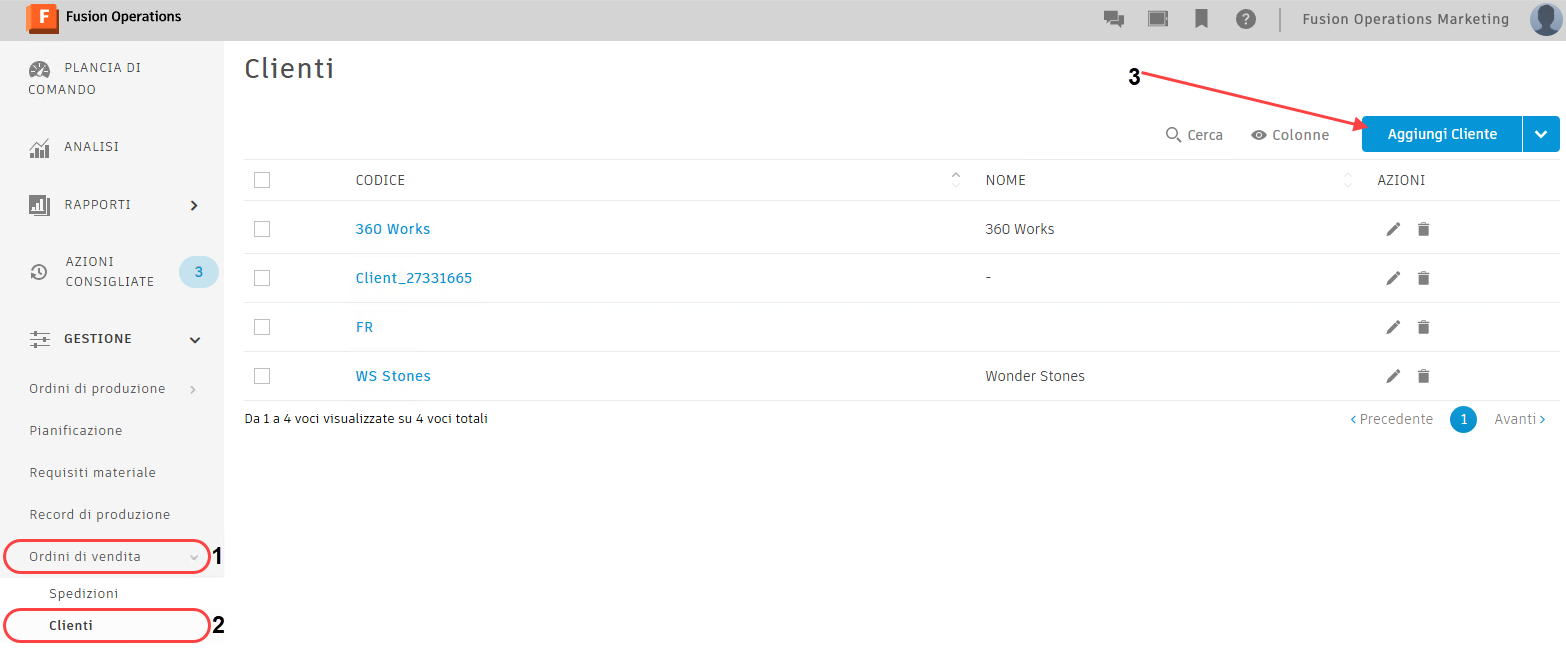 F Fusion Operations
? Fusion Operations Marketing
PLANCIA DI
COMANDO
ANALISI
RAPPORTI
AZIONI
CONSIGLIATE
3
GESTIONE
Ordini di produzione
Pianificazione
Requisiti materiale
Record di produzione
Ordini di vendita 1
Spedizioni
Clienti 2
Clienti
3
Cerca Colonne Aggiungi Cliente
CODICE NOME AZIONI
360 Works 360 Works
Client_27331665 -
FR
WS Stones Wonder Stones
Da 1 a 4 voci visualizzate su 4 voci totali
‹ Precedente 1 Avanti ›